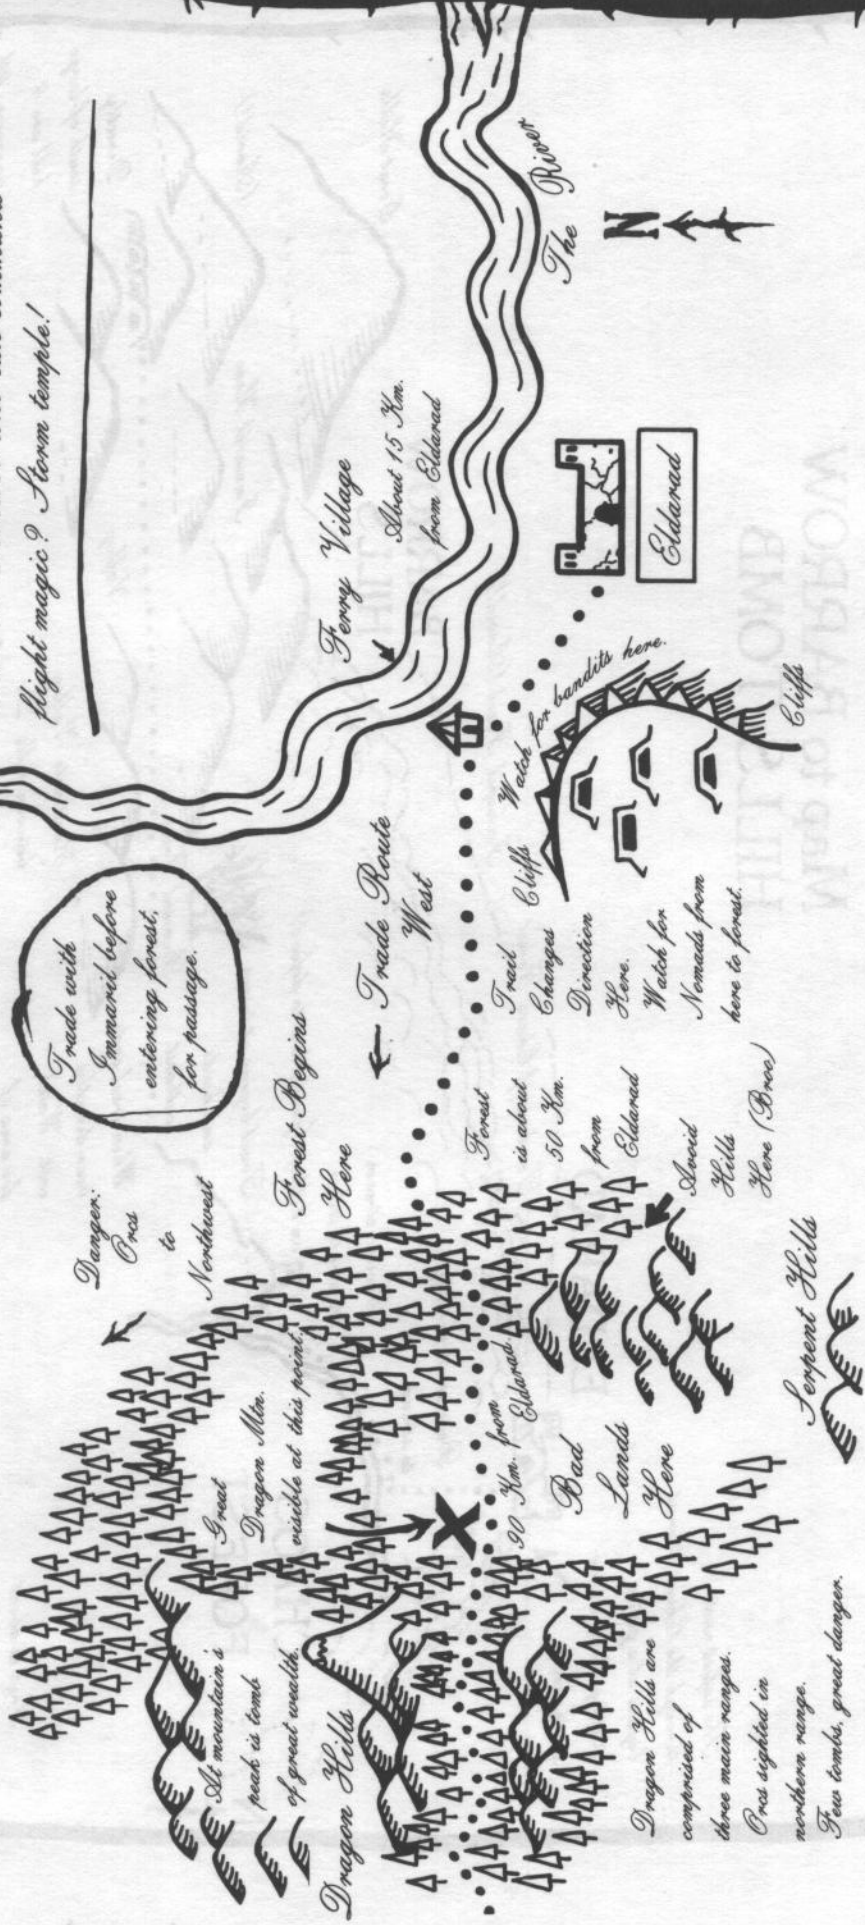 flight magic? Storm temple!
Trade with
Immaril before
entering forest,
for passage.
Danger:
Orcs
to
Northwest
Forest Begins
Here
Trade Route
West
Ferry Village
About 15 Km.
from Eldarad
The River
N
Eldarad
Watch for bandits here.
Cliffs
Cliffs
Trail
Changes
Direction
Here.
Watch for
Nomads from
here to forest.
Forest
is about
50 Km.
from
Eldarad
Avoid
Hills
Here (Broo)
Great
Dragon Mtn.
visible at this point.
X
90 Km. from
Eldarad
Bad
Lands
Here
Serpent Hills
At mountain's
peak is tomb
of great wealth.
Dragon Hills
Dragon Hills are
comprised of
three main ranges.
Orcs sighted in
northern range.
Few tombs, great danger.
HILLS TOMB
Map to BARROW